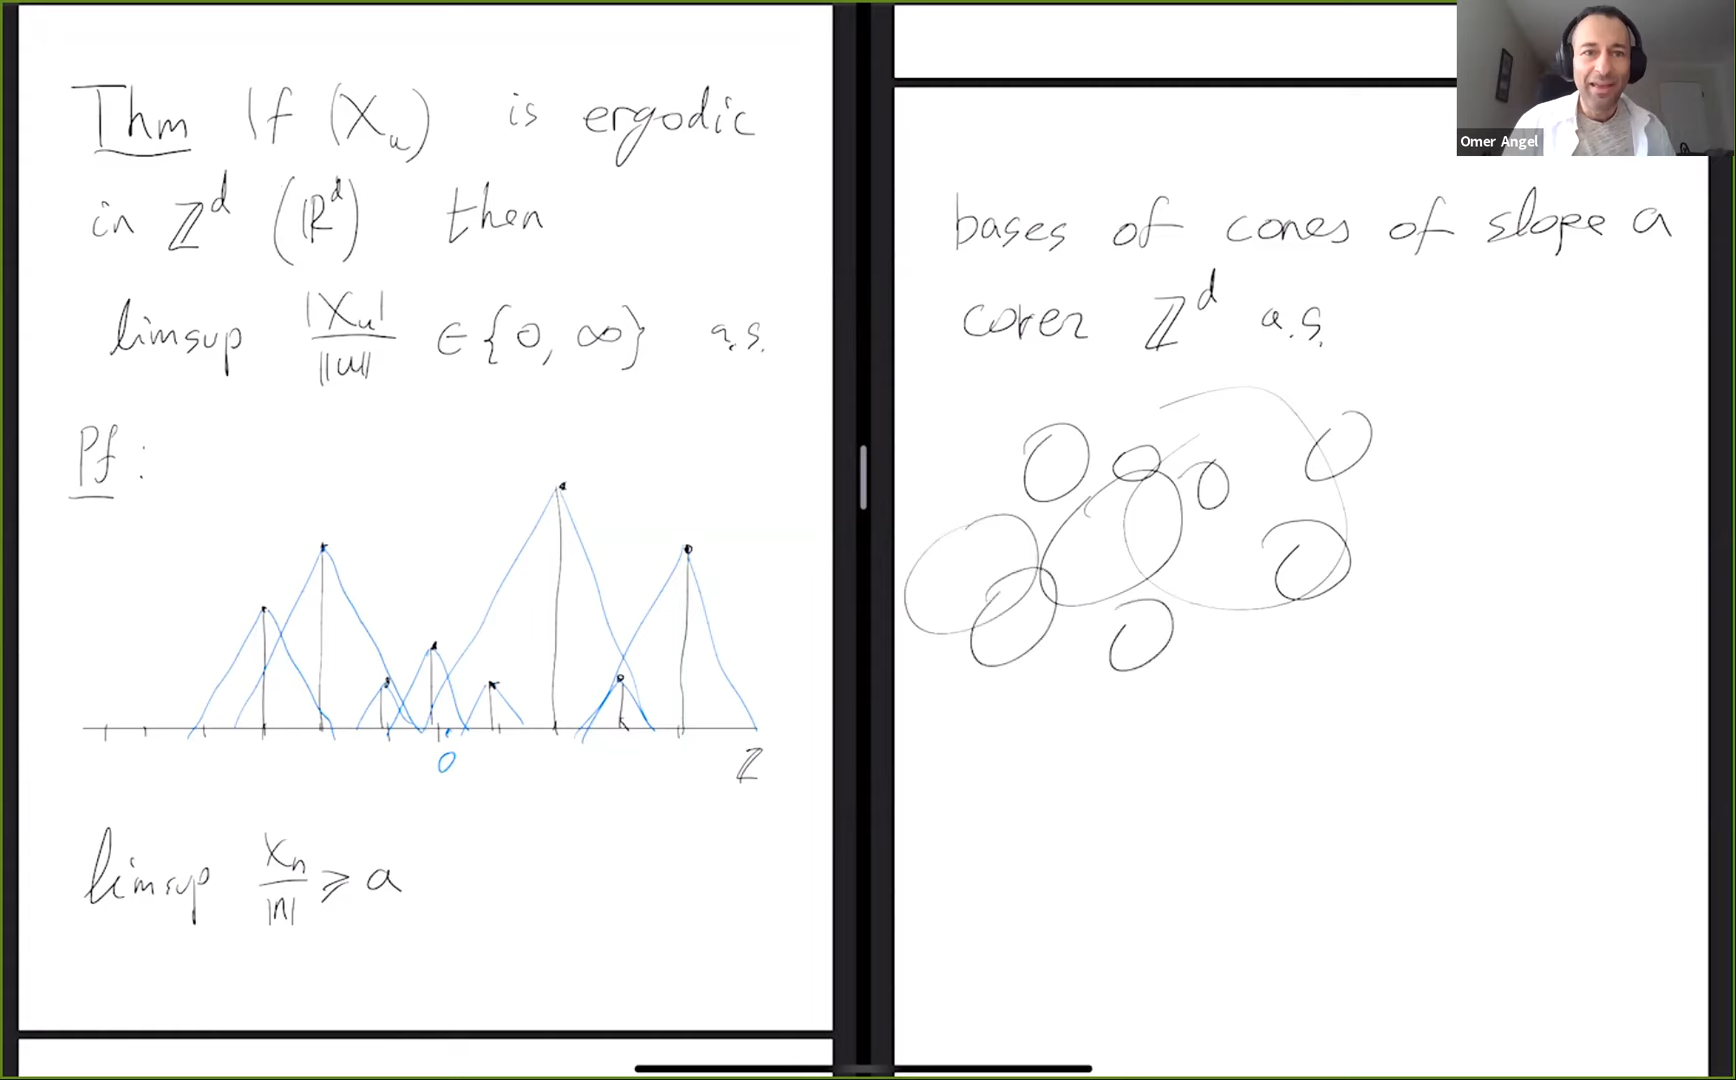 Thm If (X_u) is ergodic
in ℤ^d (ℝ^d) then
limsup |X_u| / ||u|| ∈ {0, ∞} a.s.
Pf:
0
ℤ
limsup X_n / |n| ⩾ a
Omer Angel
bases of cones of slope a
cover ℤ^d a.s.